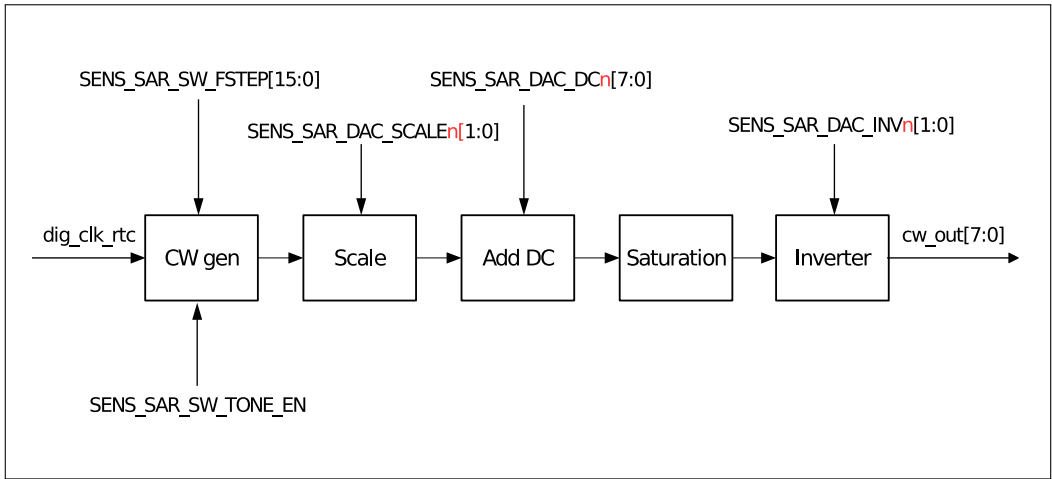 SENS_SAR_SW_FSTEP[15:0]
SENS_SAR_DAC_DCn[7:0]
SENS_SAR_DAC_SCALEn[1:0]
SENS_SAR_DAC_INVn[1:0]
dig_clk_rtc
CW gen
Scale
Add DC
Saturation
Inverter
cw_out[7:0]
SENS_SAR_SW_TONE_EN